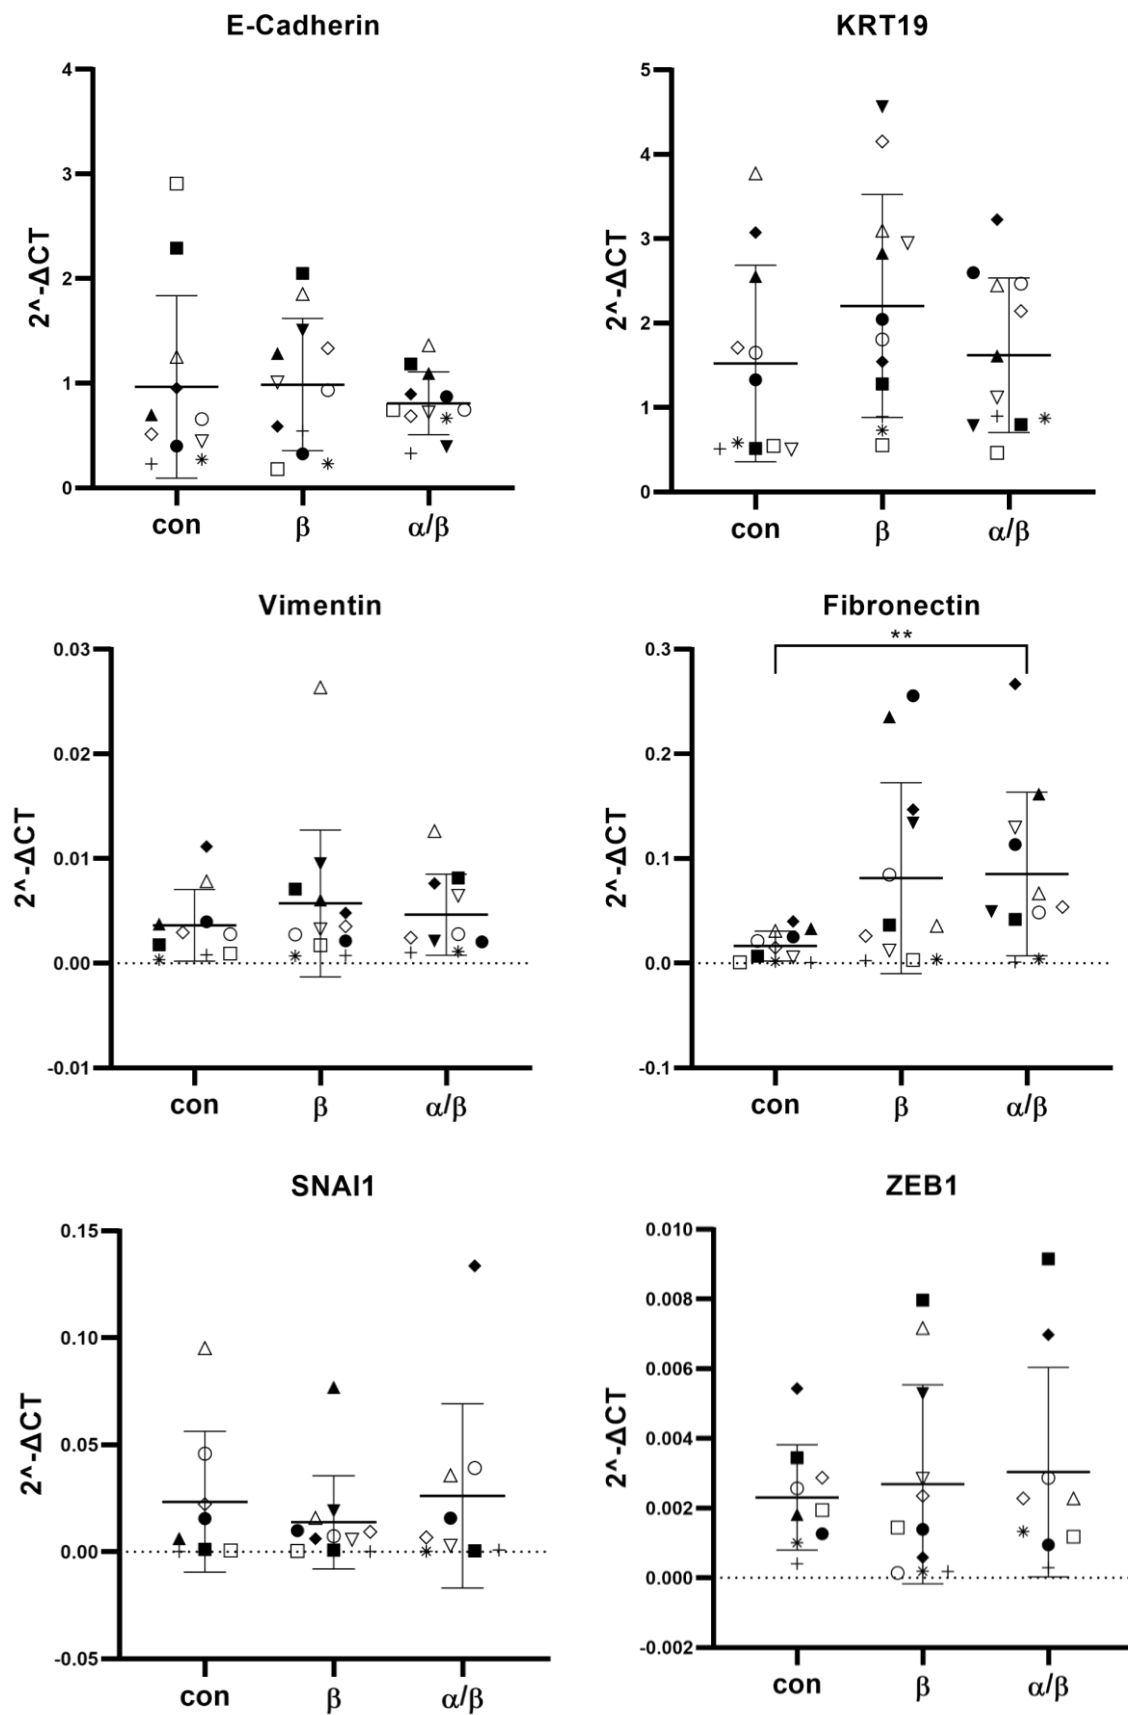 E-Cadherin
4
3
2
1
0
2^-ΔCT
con
β
α/β
KRT19
5
4
3
2
1
0
2^-ΔCT
con
β
α/β
Vimentin
0.03
0.02
0.01
0.00
-0.01
2^-ΔCT
con
β
α/β
Fibronectin
**
0.3
0.2
0.1
0.0
-0.1
2^-ΔCT
con
β
α/β
SNAI1
0.15
0.10
0.05
0.00
-0.05
2^-ΔCT
con
β
α/β
ZEB1
0.010
0.008
0.006
0.004
0.002
0.000
-0.002
2^-ΔCT
con
β
α/β